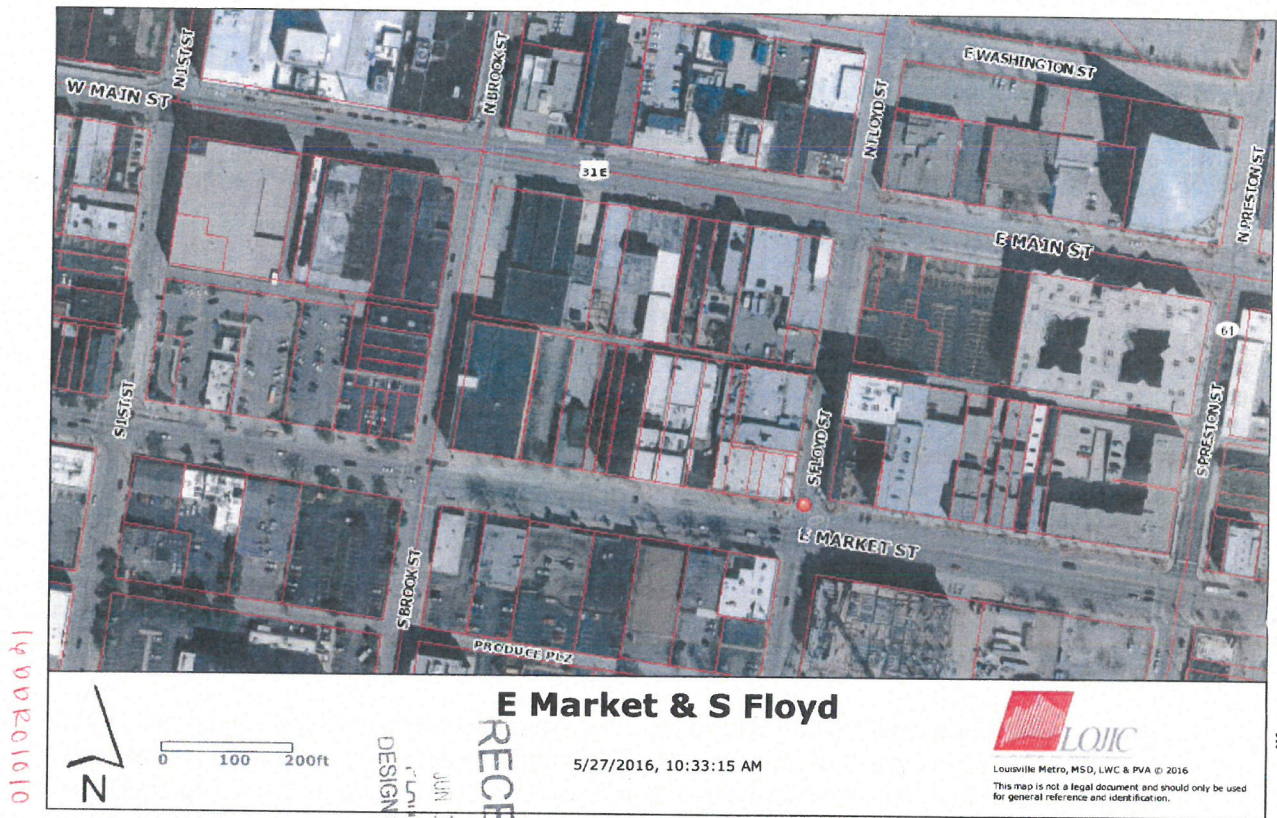 W MAIN ST
N 1ST ST
N BROOK ST
31E
N FLOYD ST
E WASHINGTON ST
N PRESTON ST
E MAIN ST
61
S 1ST ST
S BROOK ST
S FLOYD ST
S PRESTON ST
E MARKET ST
PRODUCE PLZ
N
0 100 200ft
E Market & S Floyd
5/27/2016, 10:33:15 AM
RECE
JUN
DESIGN
LOJIC
Louisville Metro, MSD, LWC & PVA © 2016
This map is not a legal document and should only be used
for general reference and identification.